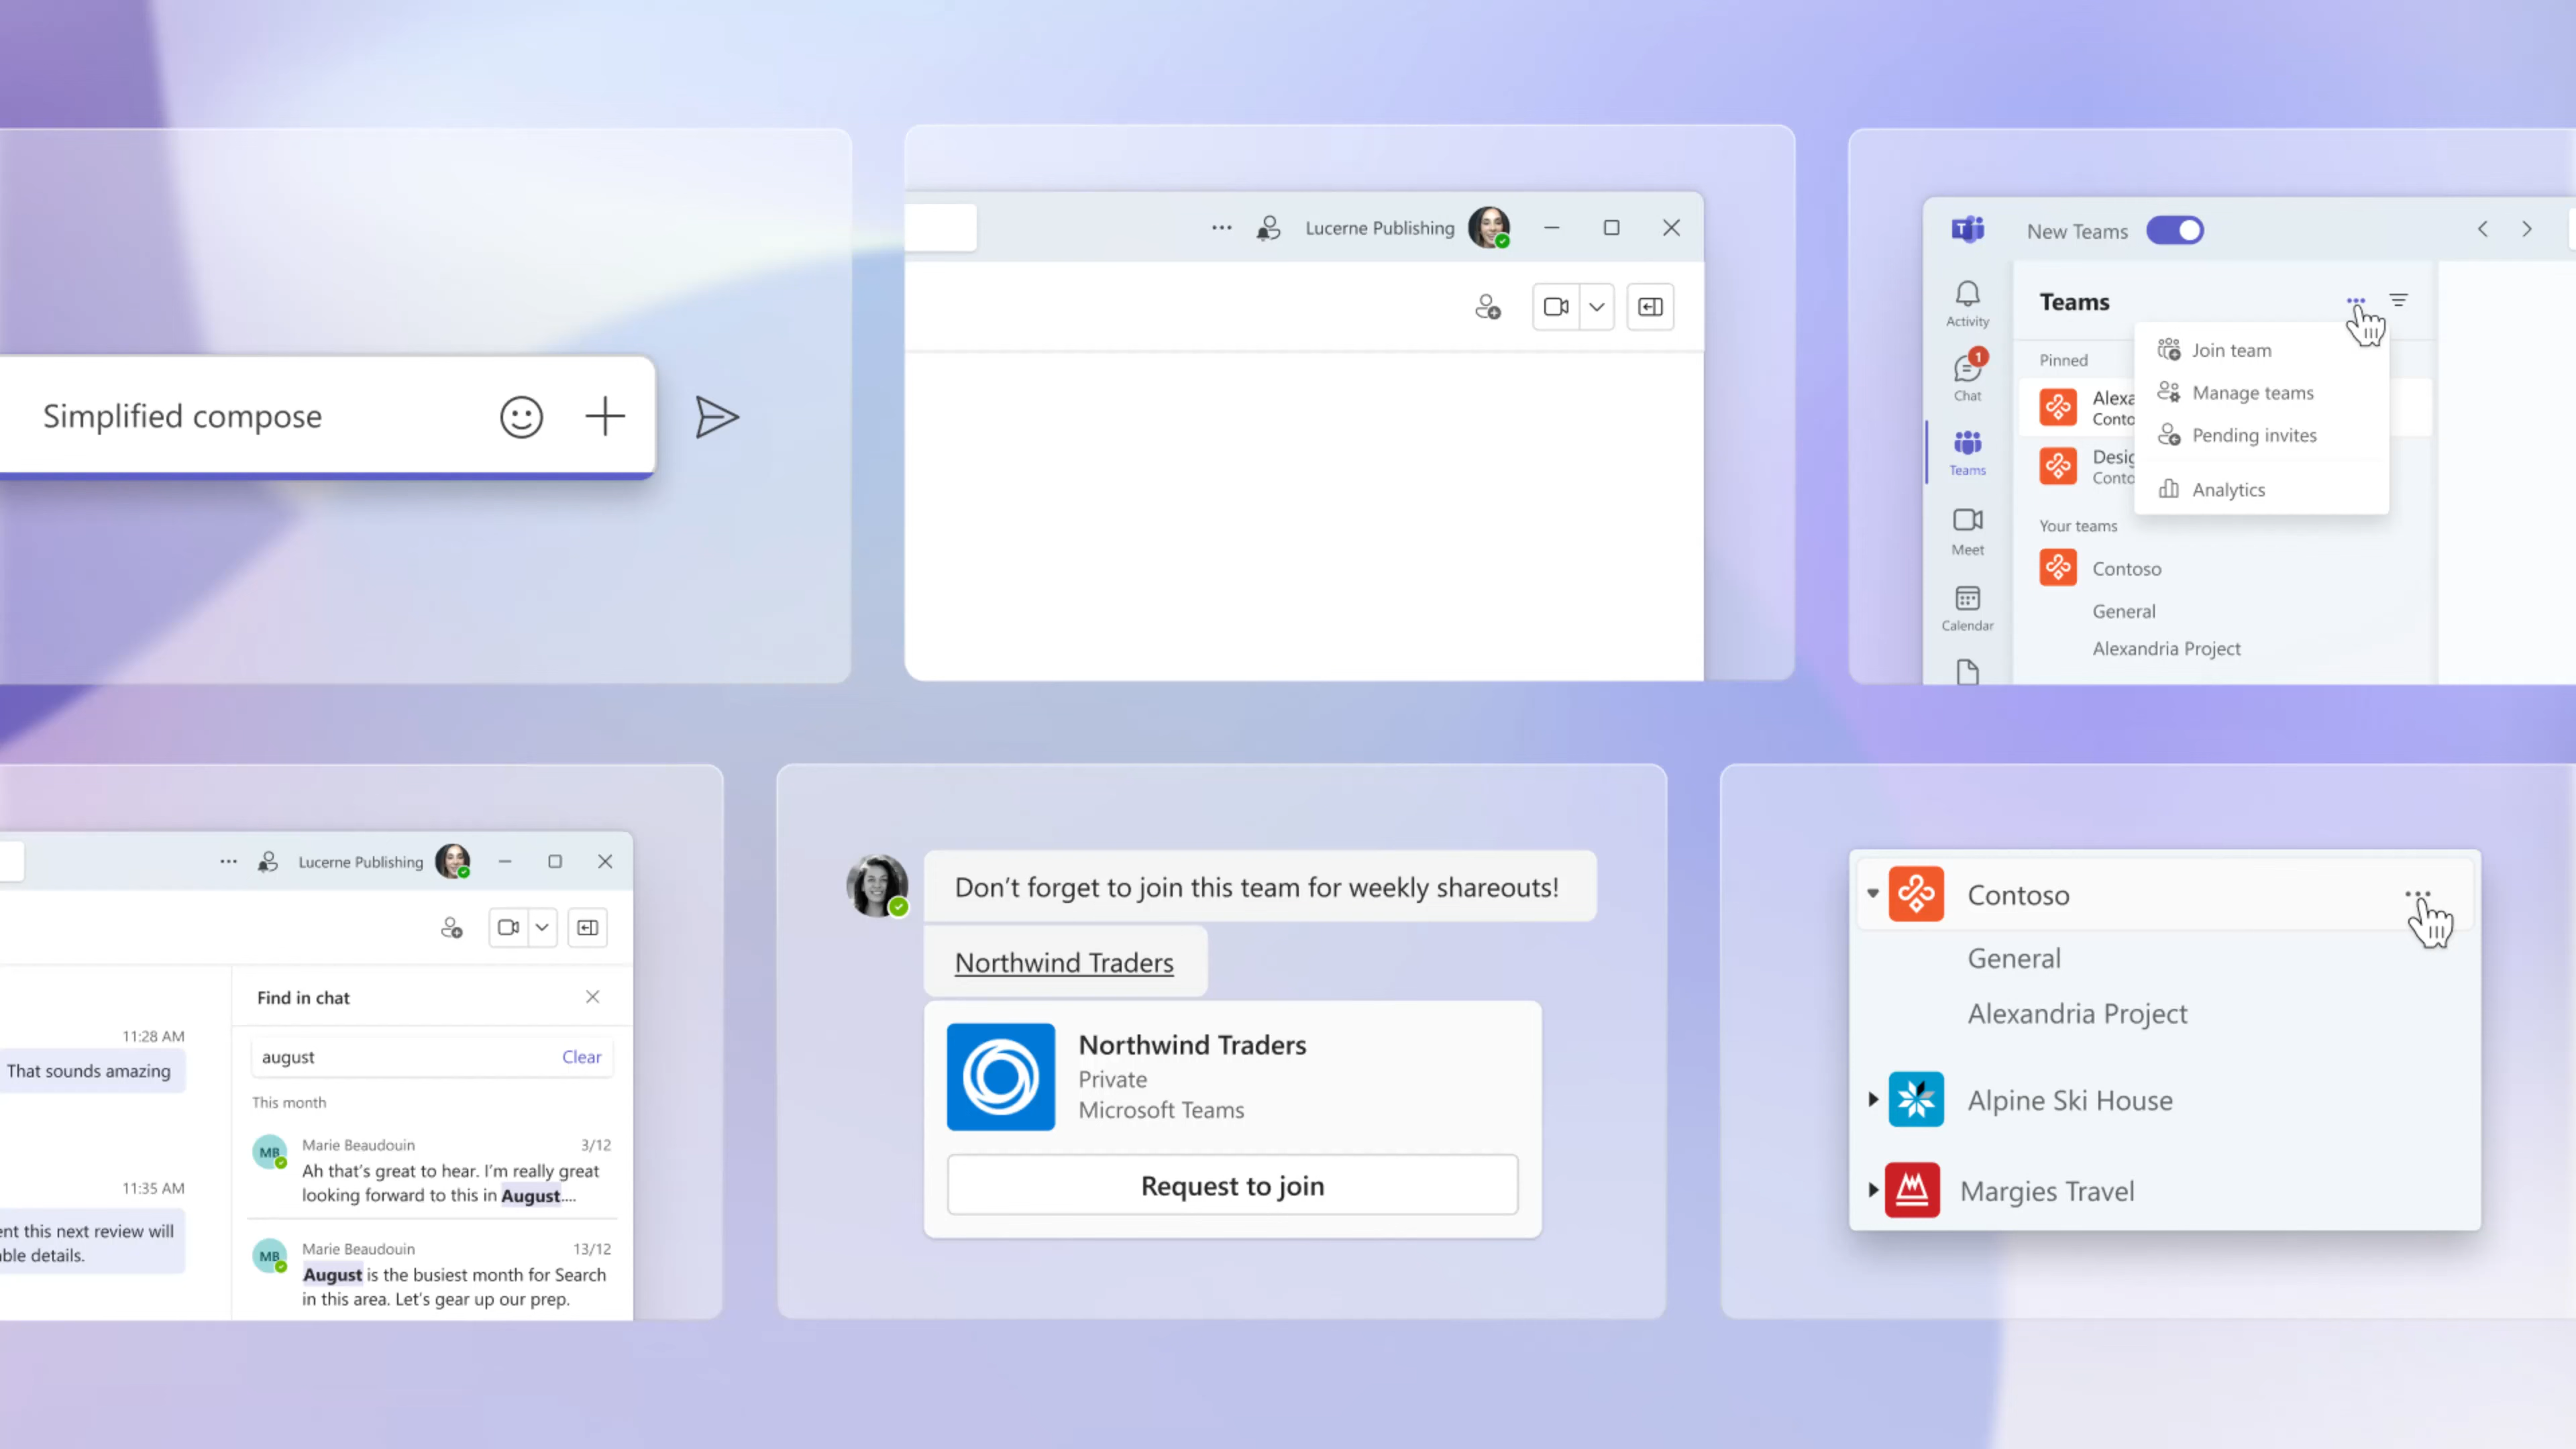 Simplified compose
Lucerne Publishing
New Teams
Activity
1
Chat
Teams
Meet
Calendar
Teams
Pinned
Alexa
Conto
Desig
Conto
Join team
Manage teams
Pending invites
Analytics
Your teams
Contoso
General
Alexandria Project
Lucerne Publishing
11:28 AM
That sounds amazing
11:35 AM
ent this next review will
able details.
Find in chat
august
Clear
This month
MB
Marie Beaudouin
3/12
Ah that's great to hear. I'm really great
looking forward to this in August....
MB
Marie Beaudouin
13/12
August is the busiest month for Search
in this area. Let's gear up our prep.
Don't forget to join this team for weekly shareouts!
Northwind Traders
Northwind Traders
Private
Microsoft Teams
Request to join
Contoso
General
Alexandria Project
Alpine Ski House
Margies Travel